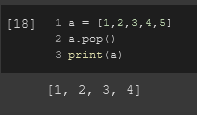 [18] 1 a = [1,2,3,4,5]
2 a.pop()
3 print(a)
[1, 2, 3, 4]